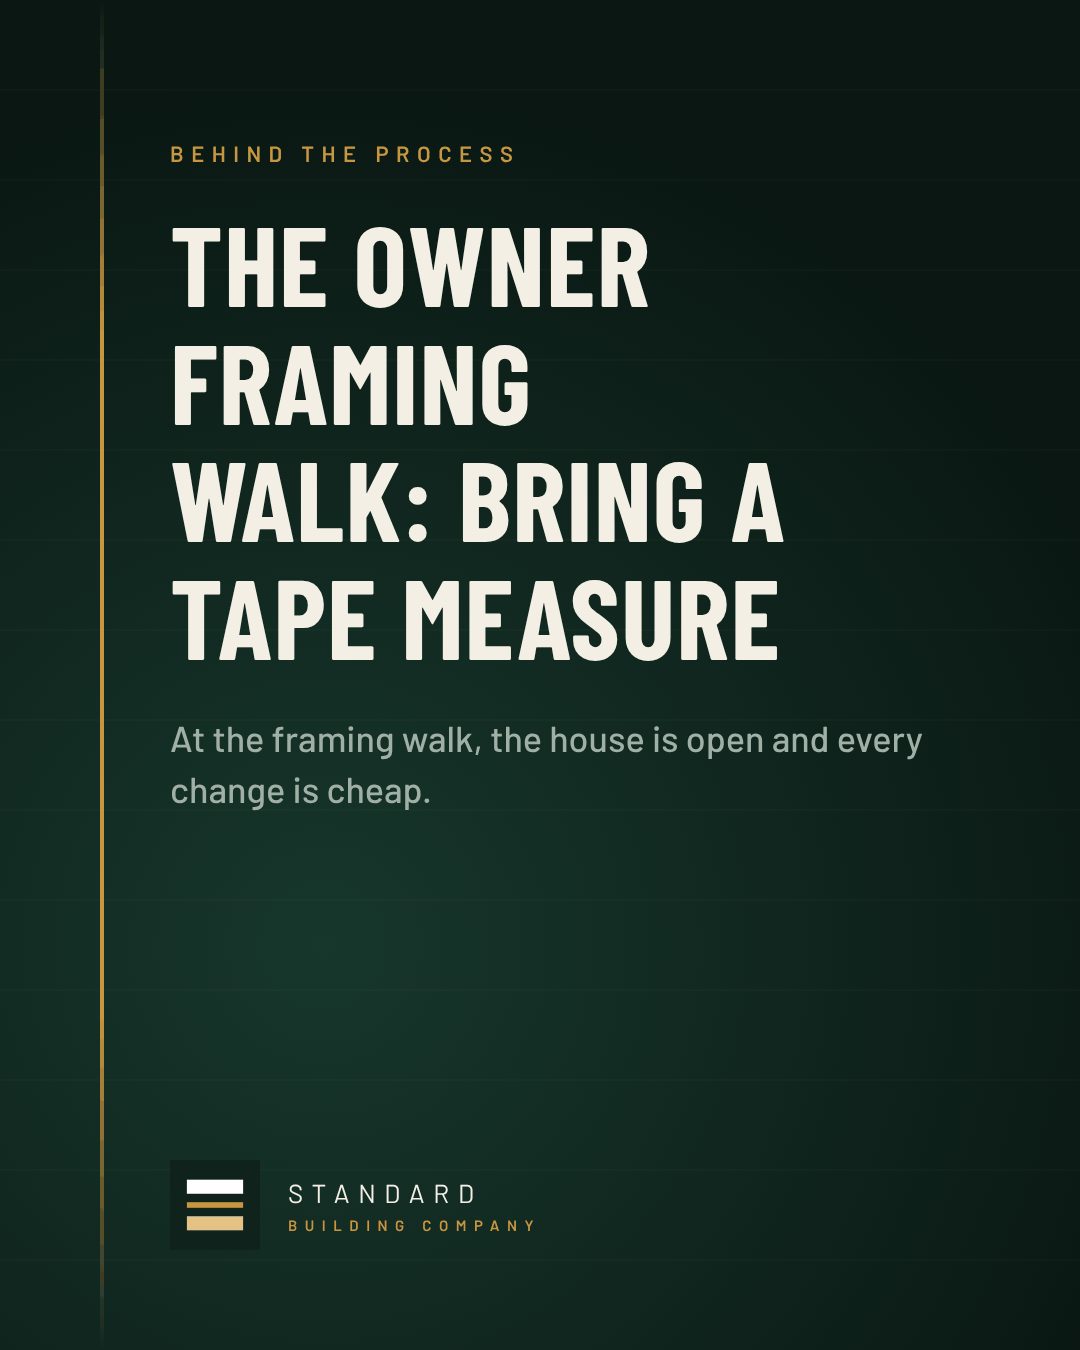 BEHIND THE PROCESS
THE OWNER
FRAMING
WALK: BRING A
TAPE MEASURE
At the framing walk, the house is open and every
change is cheap.
STANDARD
BUILDING COMPANY